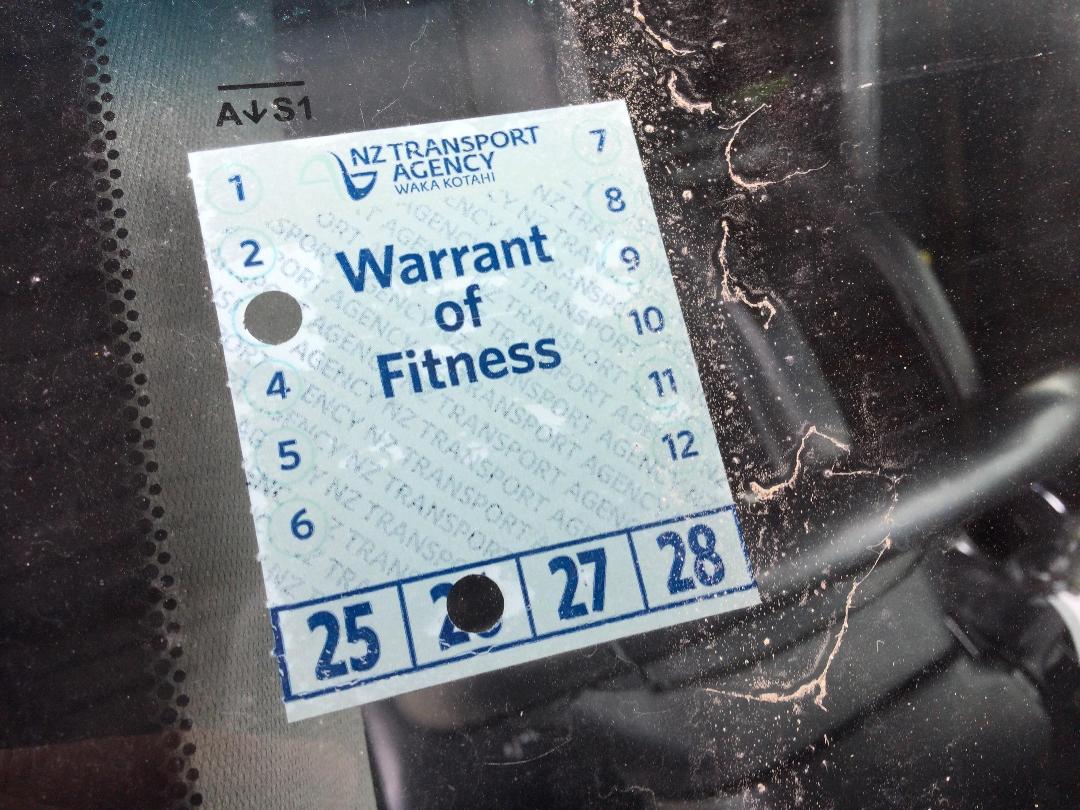 A↓S1
NZ TRANSPORT
AGENCY
WAKA KOTAHI
1
2
4
5
6
7
8
9
10
11
12
Warrant
of
Fitness
25
27
28